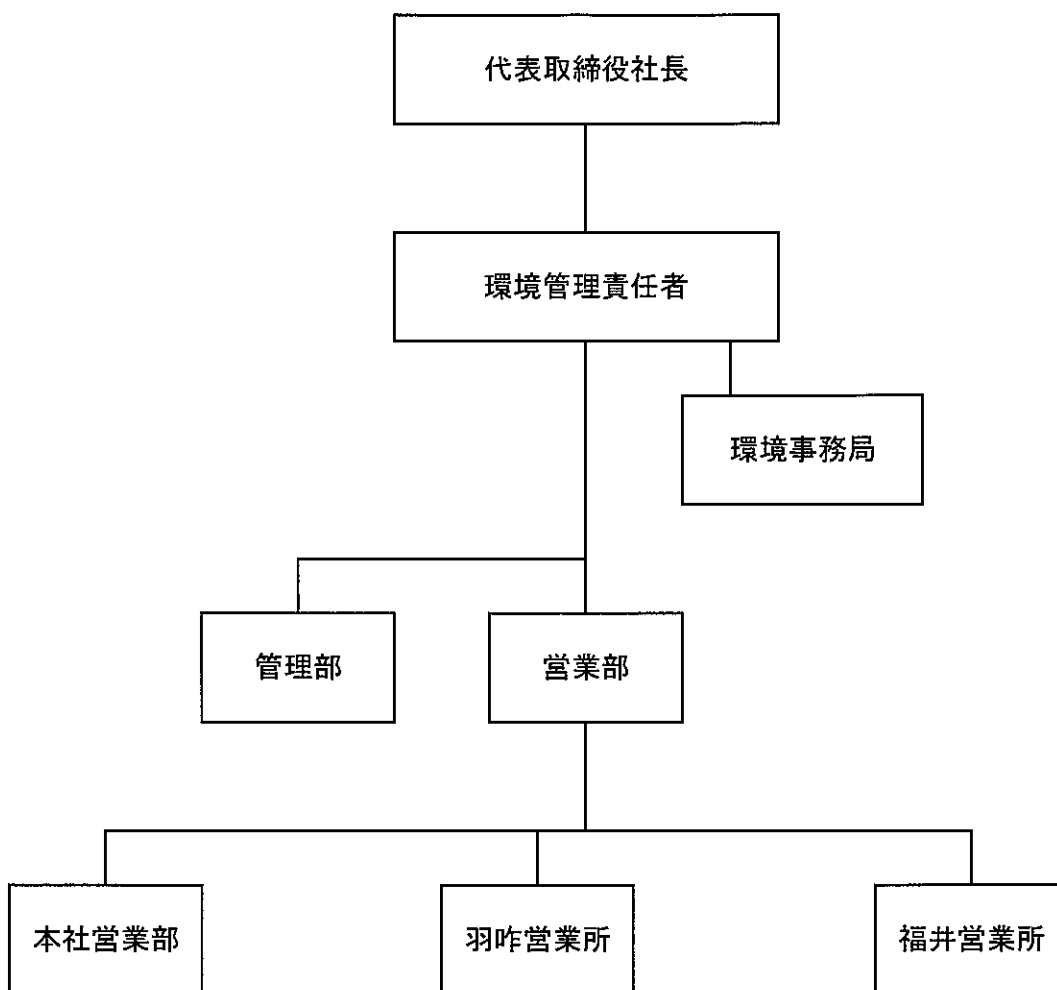 代表取締役社長
環境管理責任者
環境事務局
管理部
営業部
本社営業部
羽咋営業所
福井営業所